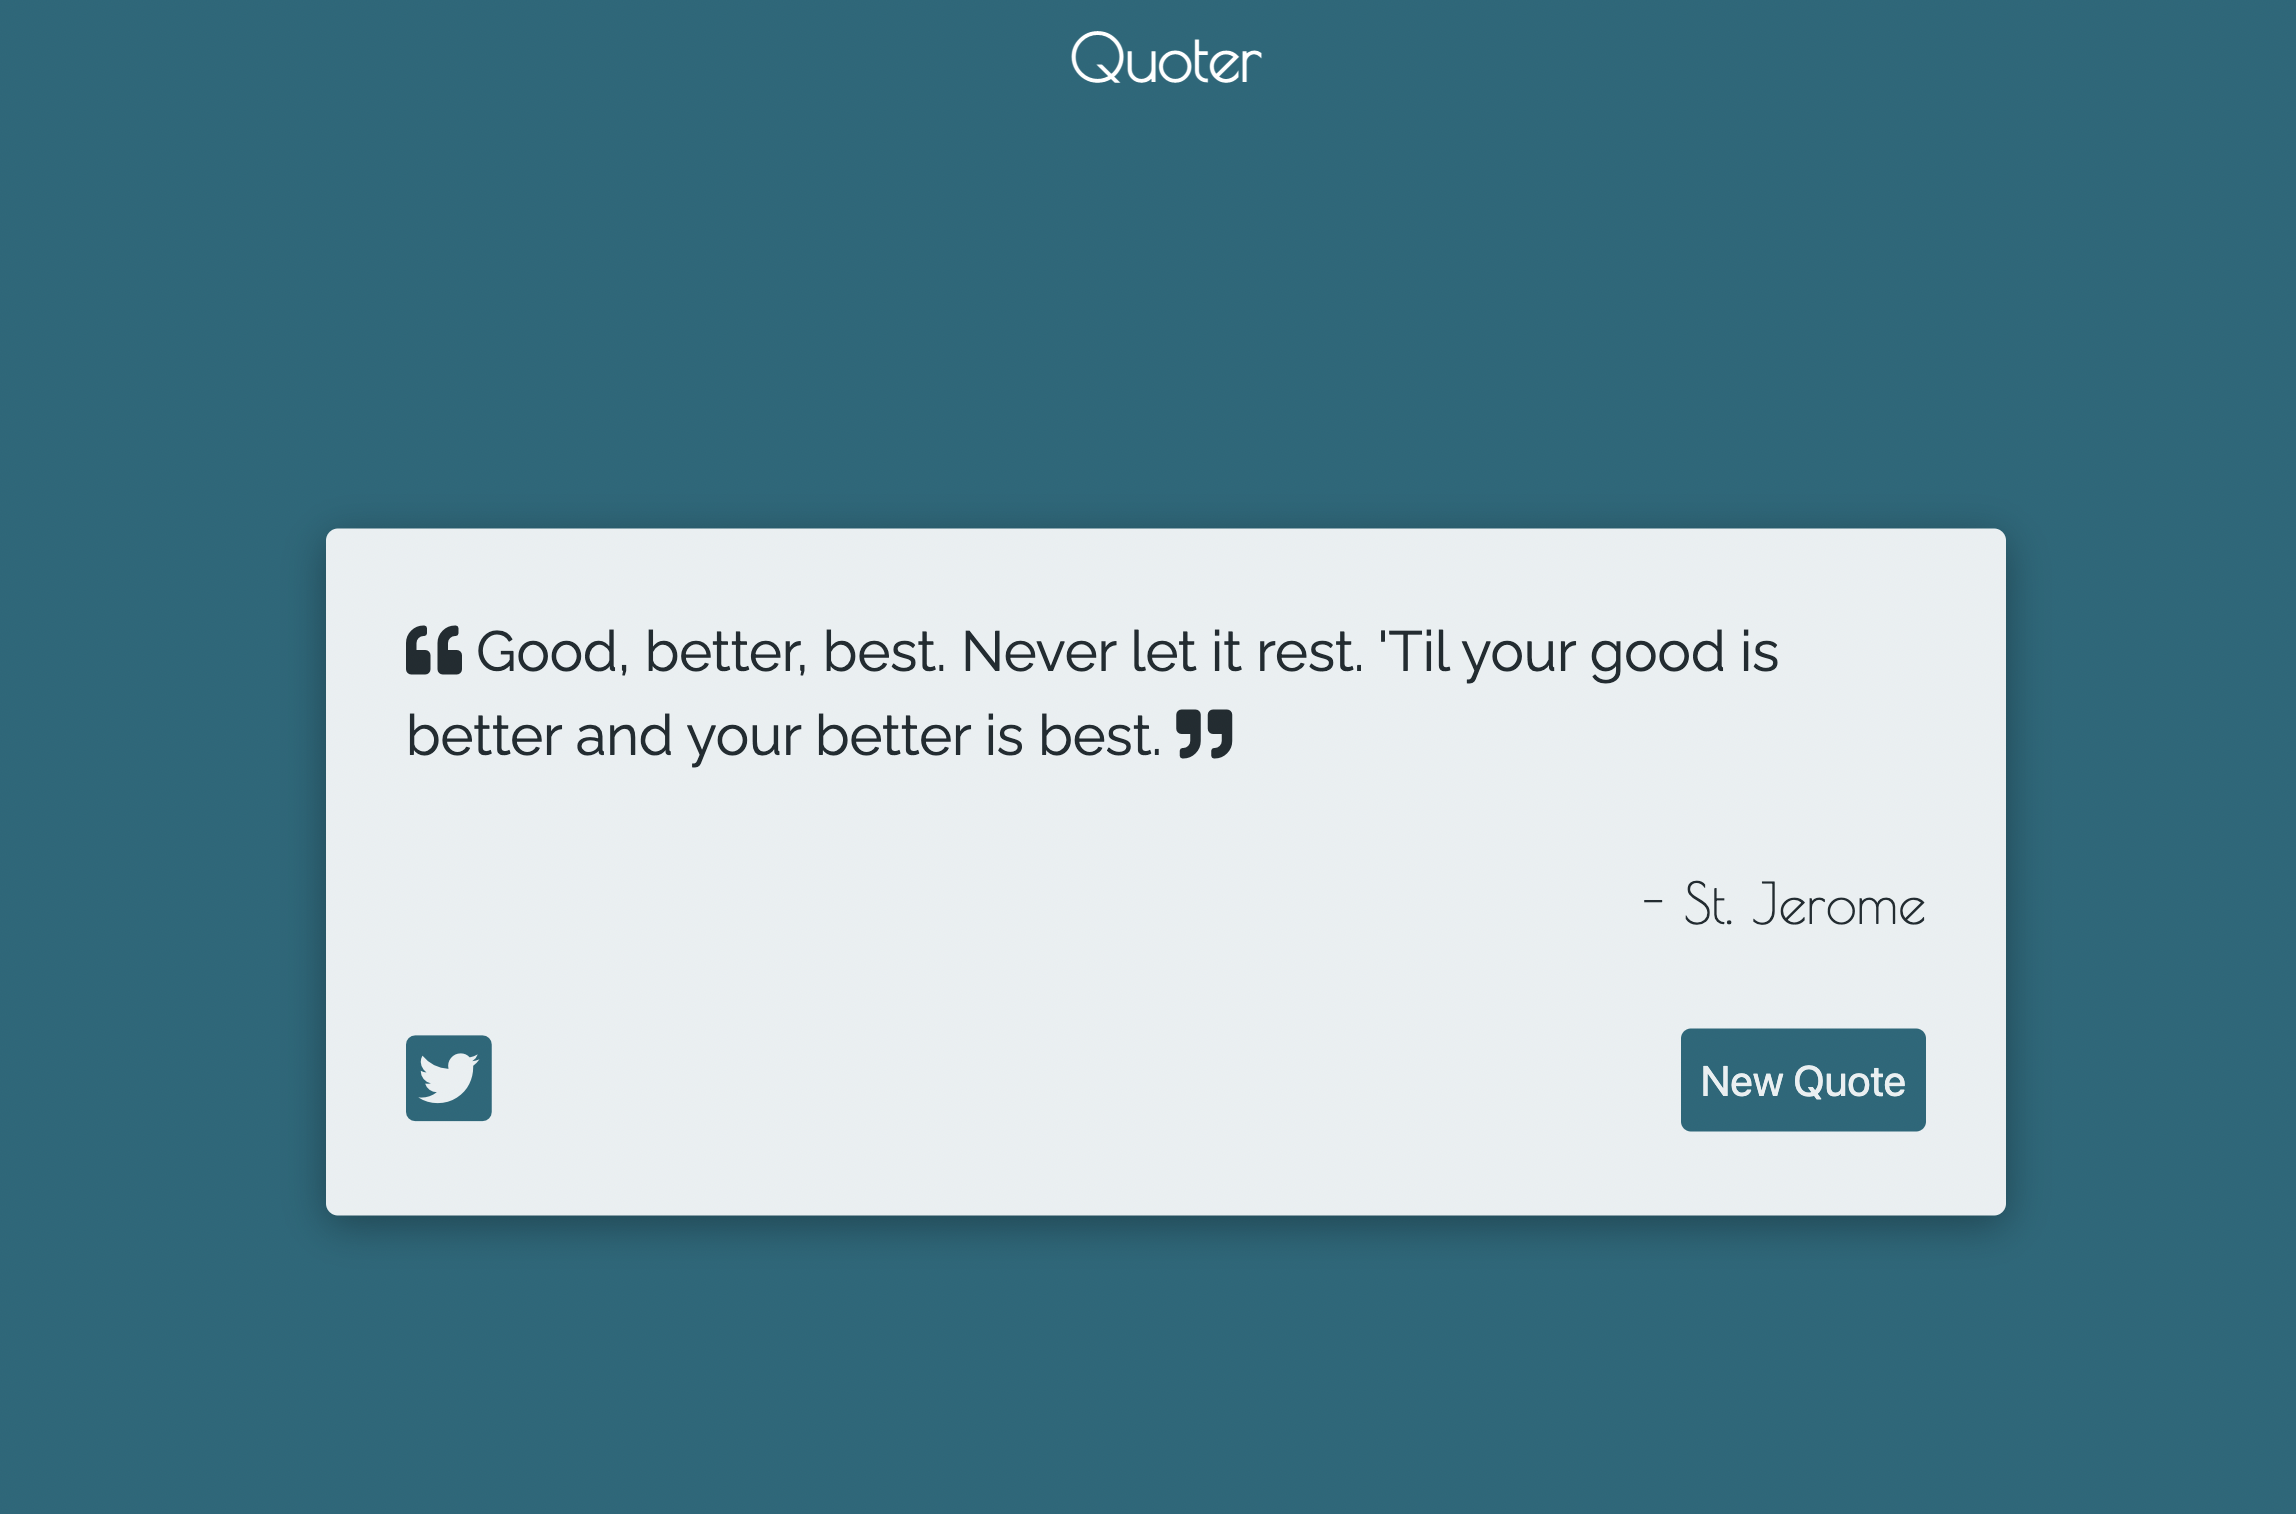 Quoter
“ Good, better, best. Never let it rest. 'Til your good is
better and your better is best. ”
- St. Jerome
New Quote